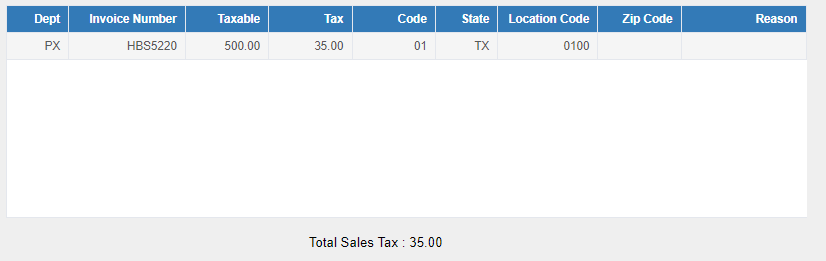 Dept Invoice Number Taxable Tax Code State Location Code Zip Code Reason
PX HBS5220 500.00 35.00 01 TX 0100
Total Sales Tax : 35.00